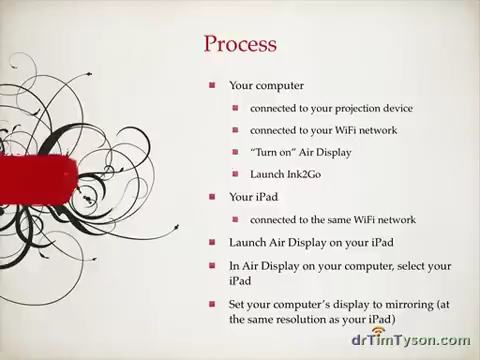 Process
Your computer
connected to your projection device
connected to your WiFi network
“Turn on” Air Display
Launch Ink2Go
Your iPad
connected to the same WiFi network
Launch Air Display on your iPad
In Air Display on your computer, select your
iPad
Set your computer’s display to mirroring (at
the same resolution as your iPad)
drTimTyson.com